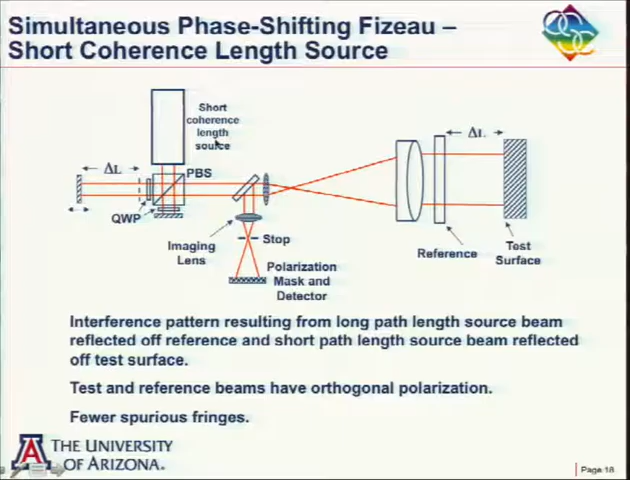 Simultaneous Phase-Shifting Fizeau –
Short Coherence Length Source
Short
coherence
length
source
ΔL
PBS
QWP
ΔL
Imaging
Lens
Stop
Polarization
Mask and
Detector
Reference
Test
Surface
Interference pattern resulting from long path length source beam
reflected off reference and short path length source beam reflected
off test surface.
Test and reference beams have orthogonal polarization.
Fewer spurious fringes.
A
THE UNIVERSITY
OF ARIZONA.
Page 18